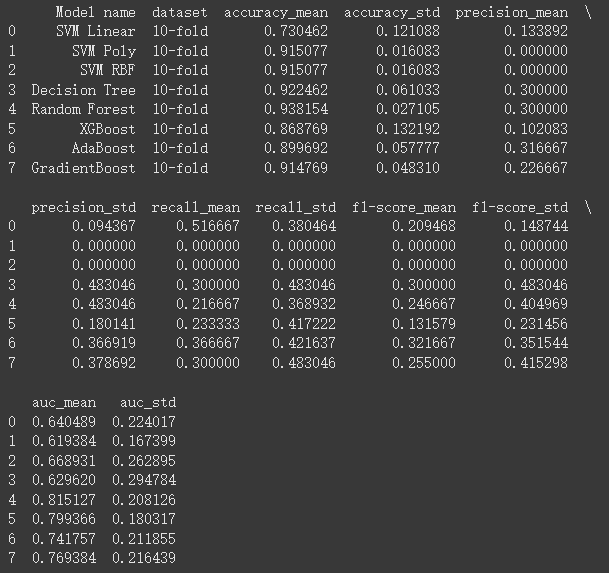 Model name dataset accuracy_mean accuracy_std precision_mean \
0 SVM Linear 10-fold 0.730462 0.121088 0.133892
1 SVM Poly 10-fold 0.915077 0.016083 0.000000
2 SVM RBF 10-fold 0.915077 0.016083 0.000000
3 Decision Tree 10-fold 0.922462 0.061033 0.300000
4 Random Forest 10-fold 0.938154 0.027105 0.300000
5 XGBoost 10-fold 0.868769 0.132192 0.102083
6 AdaBoost 10-fold 0.899692 0.057777 0.316667
7 GradientBoost 10-fold 0.914769 0.048310 0.226667
precision_std recall_mean recall_std f1-score_mean f1-score_std \
0 0.094367 0.516667 0.380464 0.209468 0.148744
1 0.000000 0.000000 0.000000 0.000000 0.000000
2 0.000000 0.000000 0.000000 0.000000 0.000000
3 0.483046 0.300000 0.483046 0.300000 0.483046
4 0.483046 0.216667 0.368932 0.246667 0.404969
5 0.180141 0.233333 0.417222 0.131579 0.231456
6 0.366919 0.366667 0.421637 0.321667 0.351544
7 0.378692 0.300000 0.483046 0.255000 0.415298
auc_mean auc_std
0 0.640489 0.224017
1 0.619384 0.167399
2 0.668931 0.262895
3 0.629620 0.294784
4 0.815127 0.208126
5 0.799366 0.180317
6 0.741757 0.211855
7 0.769384 0.216439